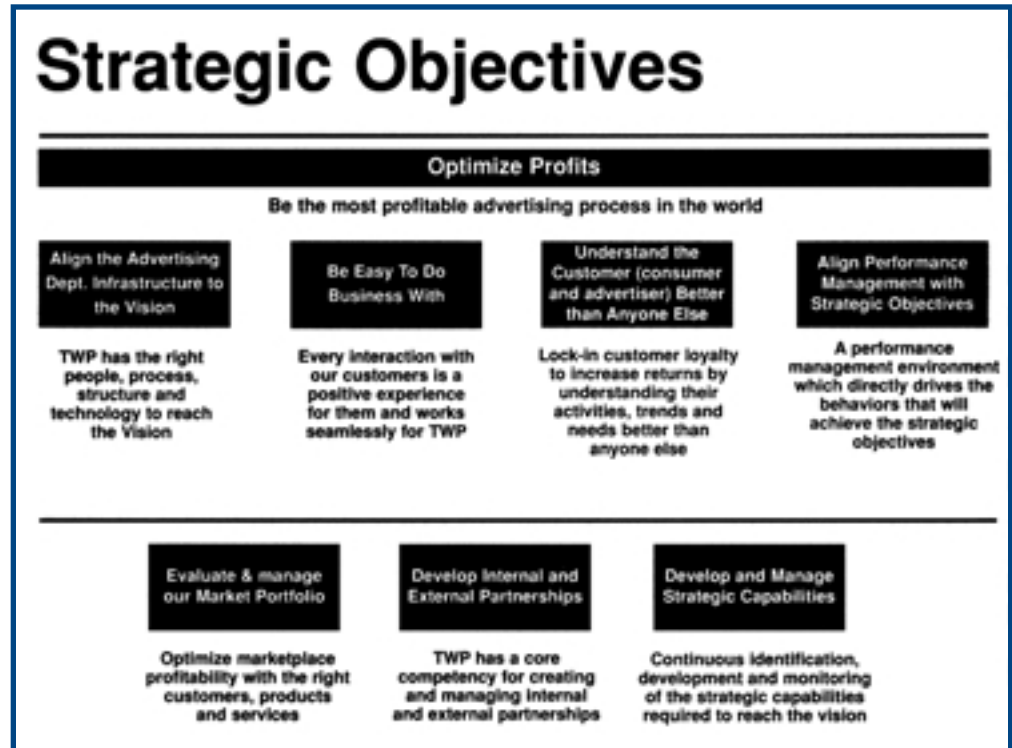 Strategic Objectives
Optimize Profits
Be the most profitable advertising process in the world
Align the Advertising
Dept. Infrastructure to
the Vision
TWP has the right
people, process,
structure and
technology to reach
the Vision
Be Easy To Do
Business With
Every interaction with
our customers is a
positive experience
for them and works
seamlessly for TWP
Understand the
Customer (consumer
and advertiser) Better
than Anyone Else
Lock-in customer loyalty
to increase returns by
understanding their
activities, trends and
needs better than
anyone else
Align Performance
Management with
Strategic Objectives
A performance
management environment
which directly drives the
behaviors that will
achieve the strategic
objectives
Evaluate & manage
our Market Portfolio
Optimize marketplace
profitability with the right
customers, products
and services
Develop Internal and
External Partnerships
TWP has a core
competency for creating
and managing internal
and external partnerships
Develop and Manage
Strategic Capabilities
Continuous identification,
development and monitoring
of the strategic capabilities
required to reach the vision